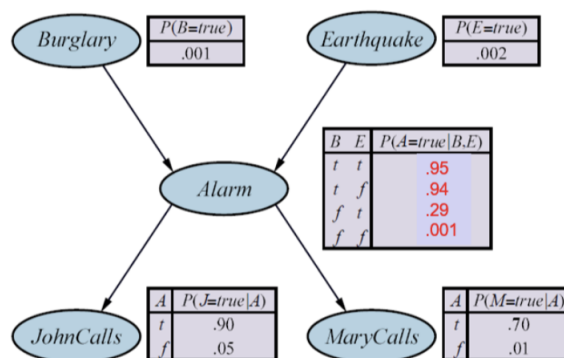 Burglary
P(B=true)
.001
Earthquake
P(E=true)
.002
Alarm
B E P(A=true|B,E)
t t .95
t f .94
f t .29
f f .001
JohnCalls
A P(J=true|A)
t .90
f .05
MaryCalls
A P(M=true|A)
t .70
f .01